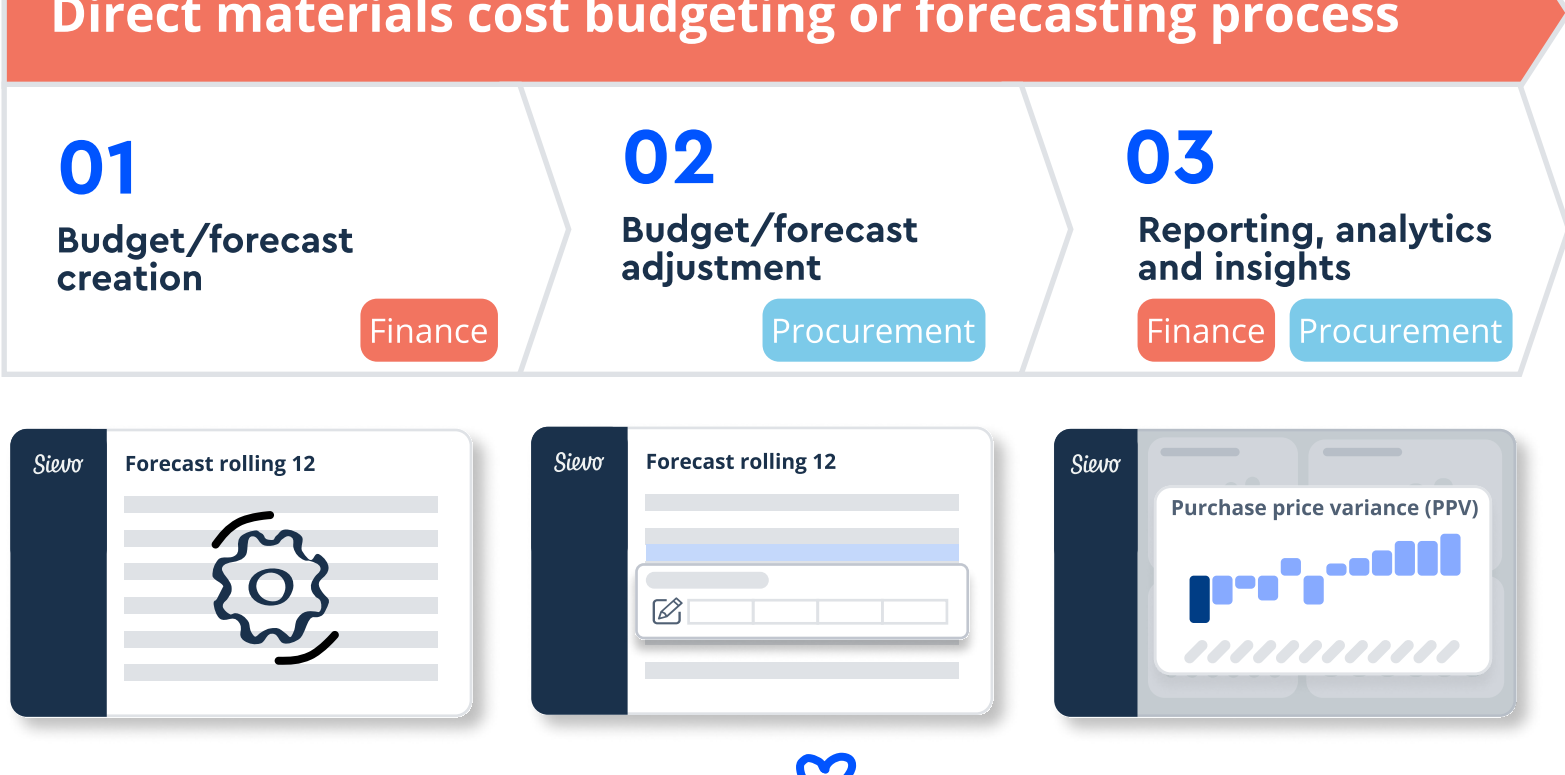 Direct materials cost budgeting or forecasting process
01
Budget/forecast
creation
Finance
02
Budget/forecast
adjustment
Procurement
03
Reporting, analytics
and insights
Finance Procurement
Sievo
Forecast rolling 12
Sievo
Forecast rolling 12
Sievo
Purchase price variance (PPV)